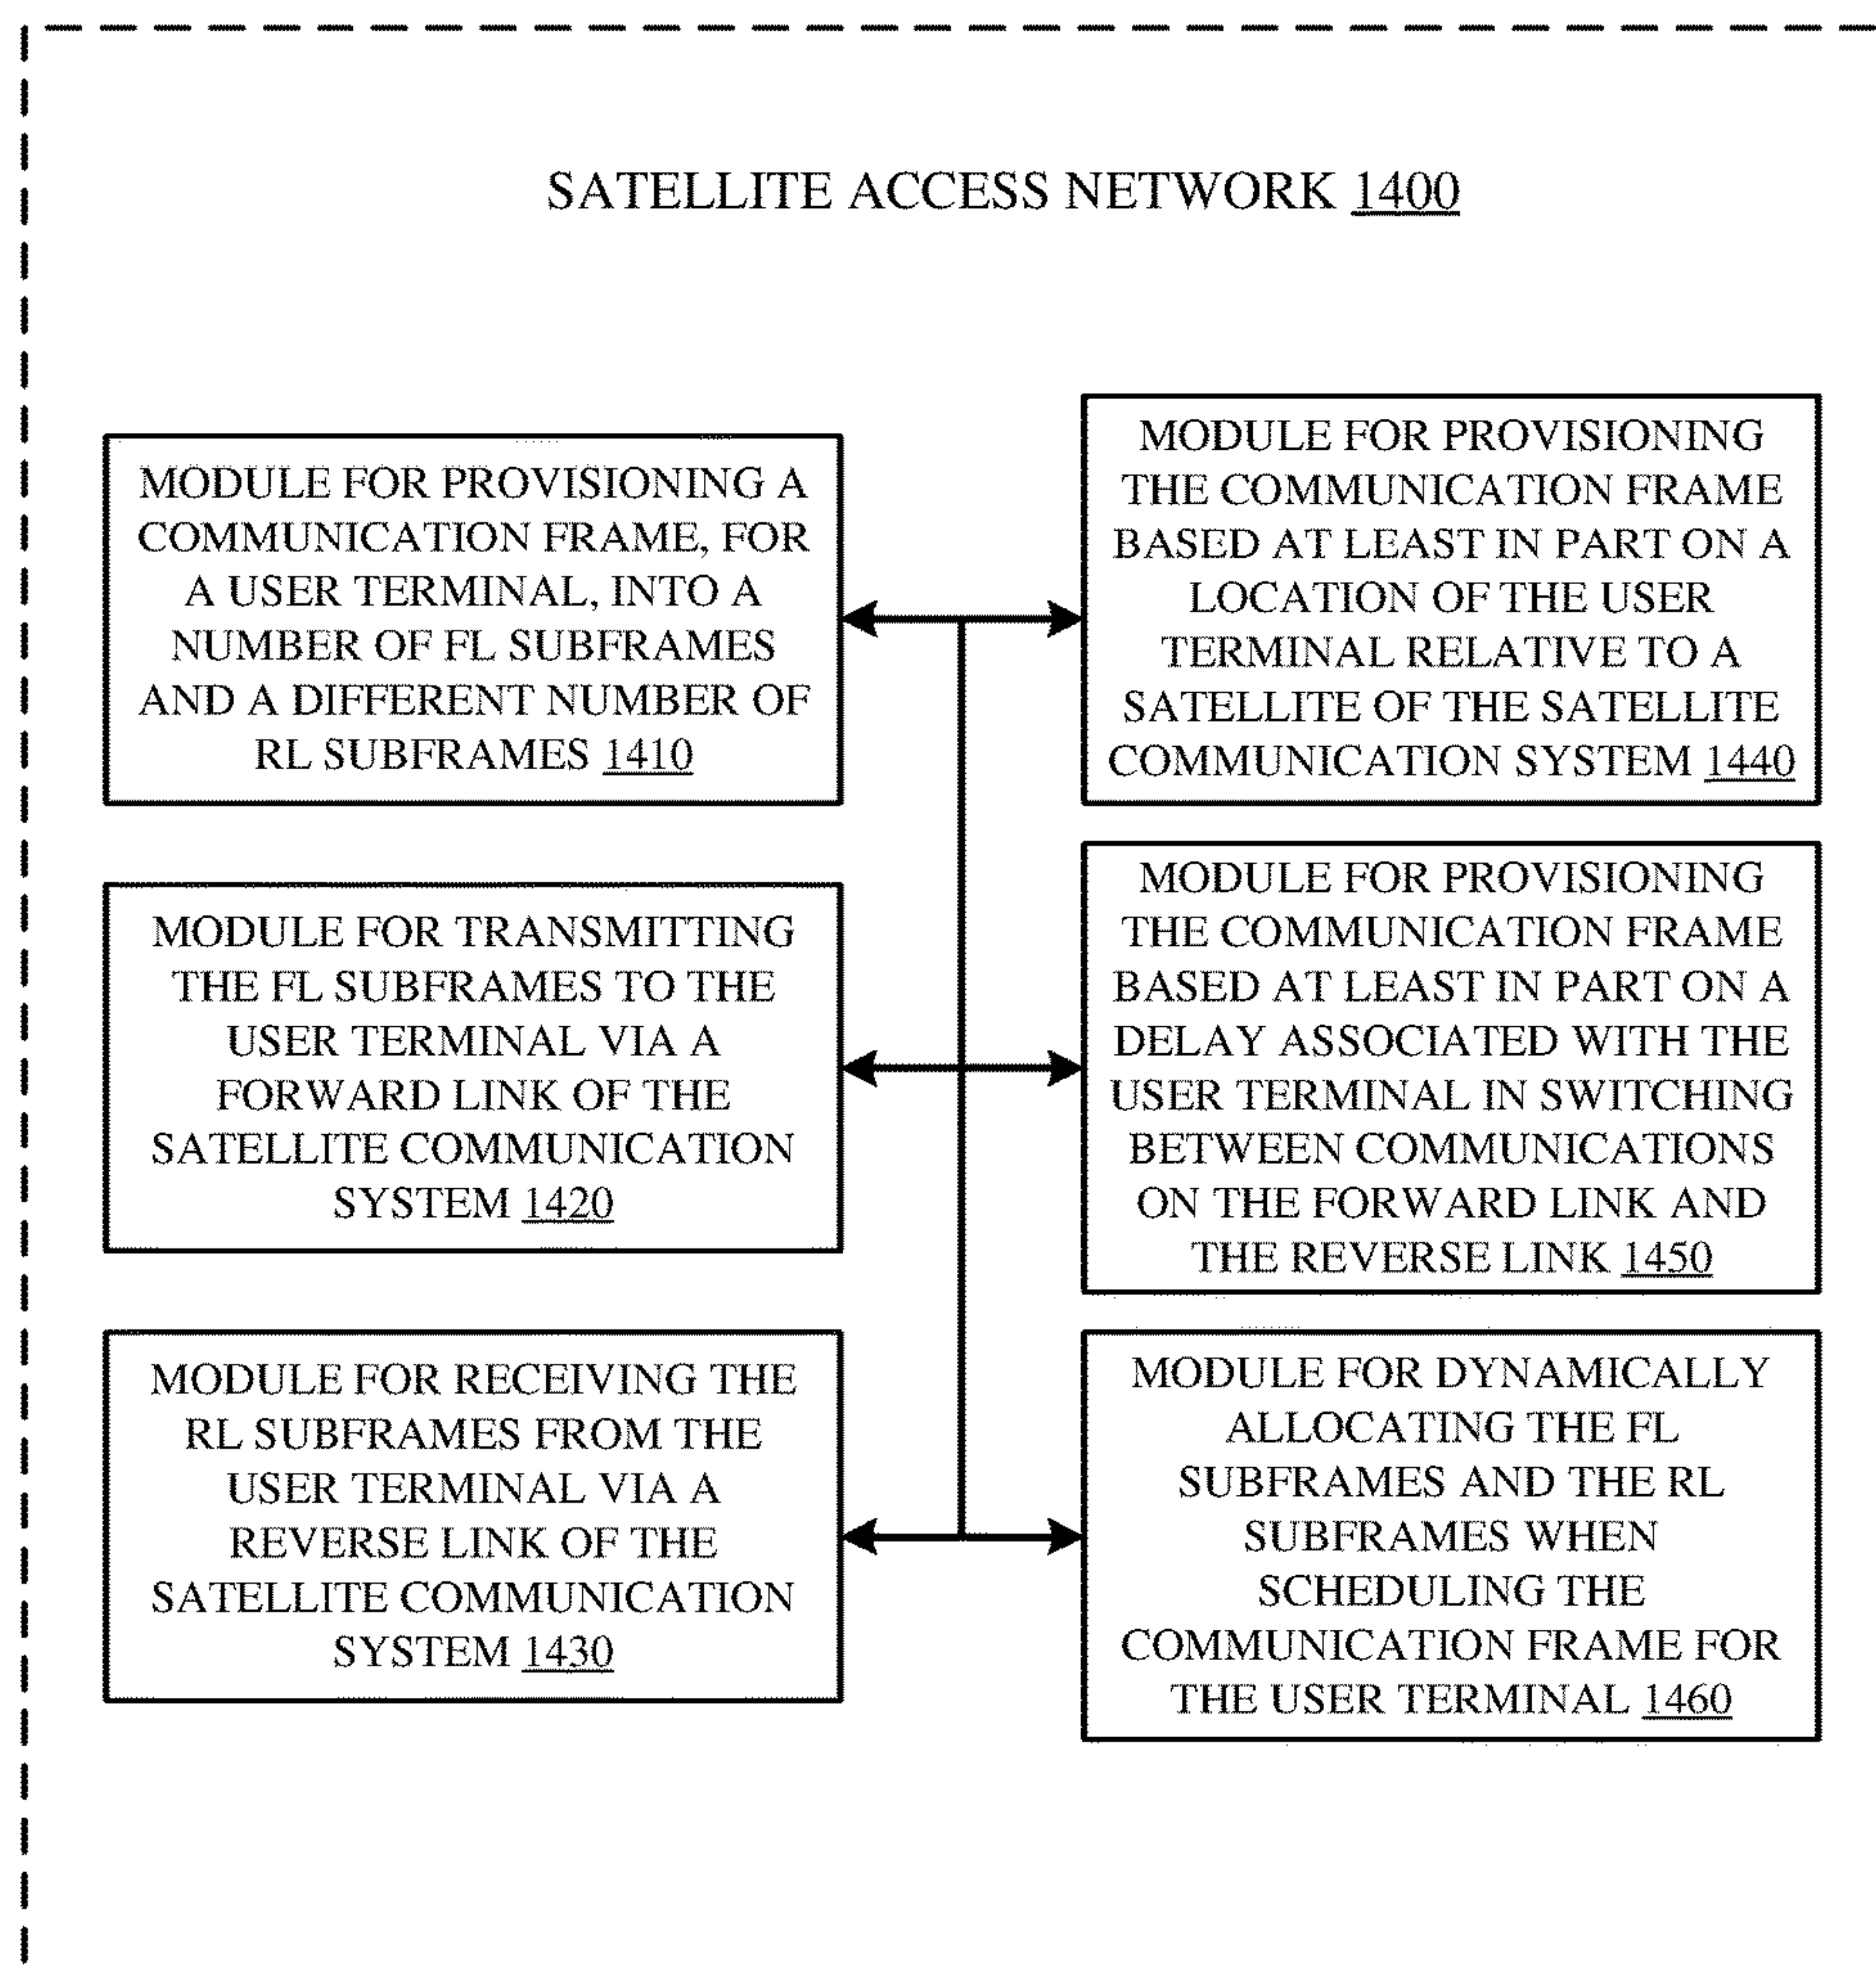 SATELLITE ACCESS NETWORK 1400
MODULE FOR PROVISIONING A
COMMUNICATION FRAME, FOR
A USER TERMINAL, INTO A
NUMBER OF FL SUBFRAMES
AND A DIFFERENT NUMBER OF
RL SUBFRAMES 1410
MODULE FOR TRANSMITTING
THE FL SUBFRAMES TO THE
USER TERMINAL VIA A
FORWARD LINK OF THE
SATELLITE COMMUNICATION
SYSTEM 1420
MODULE FOR RECEIVING THE
RL SUBFRAMES FROM THE
USER TERMINAL VIA A
REVERSE LINK OF THE
SATELLITE COMMUNICATION
SYSTEM 1430
MODULE FOR PROVISIONING
THE COMMUNICATION FRAME
BASED AT LEAST IN PART ON A
LOCATION OF THE USER
TERMINAL RELATIVE TO A
SATELLITE OF THE SATELLITE
COMMUNICATION SYSTEM 1440
MODULE FOR PROVISIONING
THE COMMUNICATION FRAME
BASED AT LEAST IN PART ON A
DELAY ASSOCIATED WITH THE
USER TERMINAL IN SWITCHING
BETWEEN COMMUNICATIONS
ON THE FORWARD LINK AND
THE REVERSE LINK 1450
MODULE FOR DYNAMICALLY
ALLOCATING THE FL
SUBFRAMES AND THE RL
SUBFRAMES WHEN
SCHEDULING THE
COMMUNICATION FRAME FOR
THE USER TERMINAL 1460